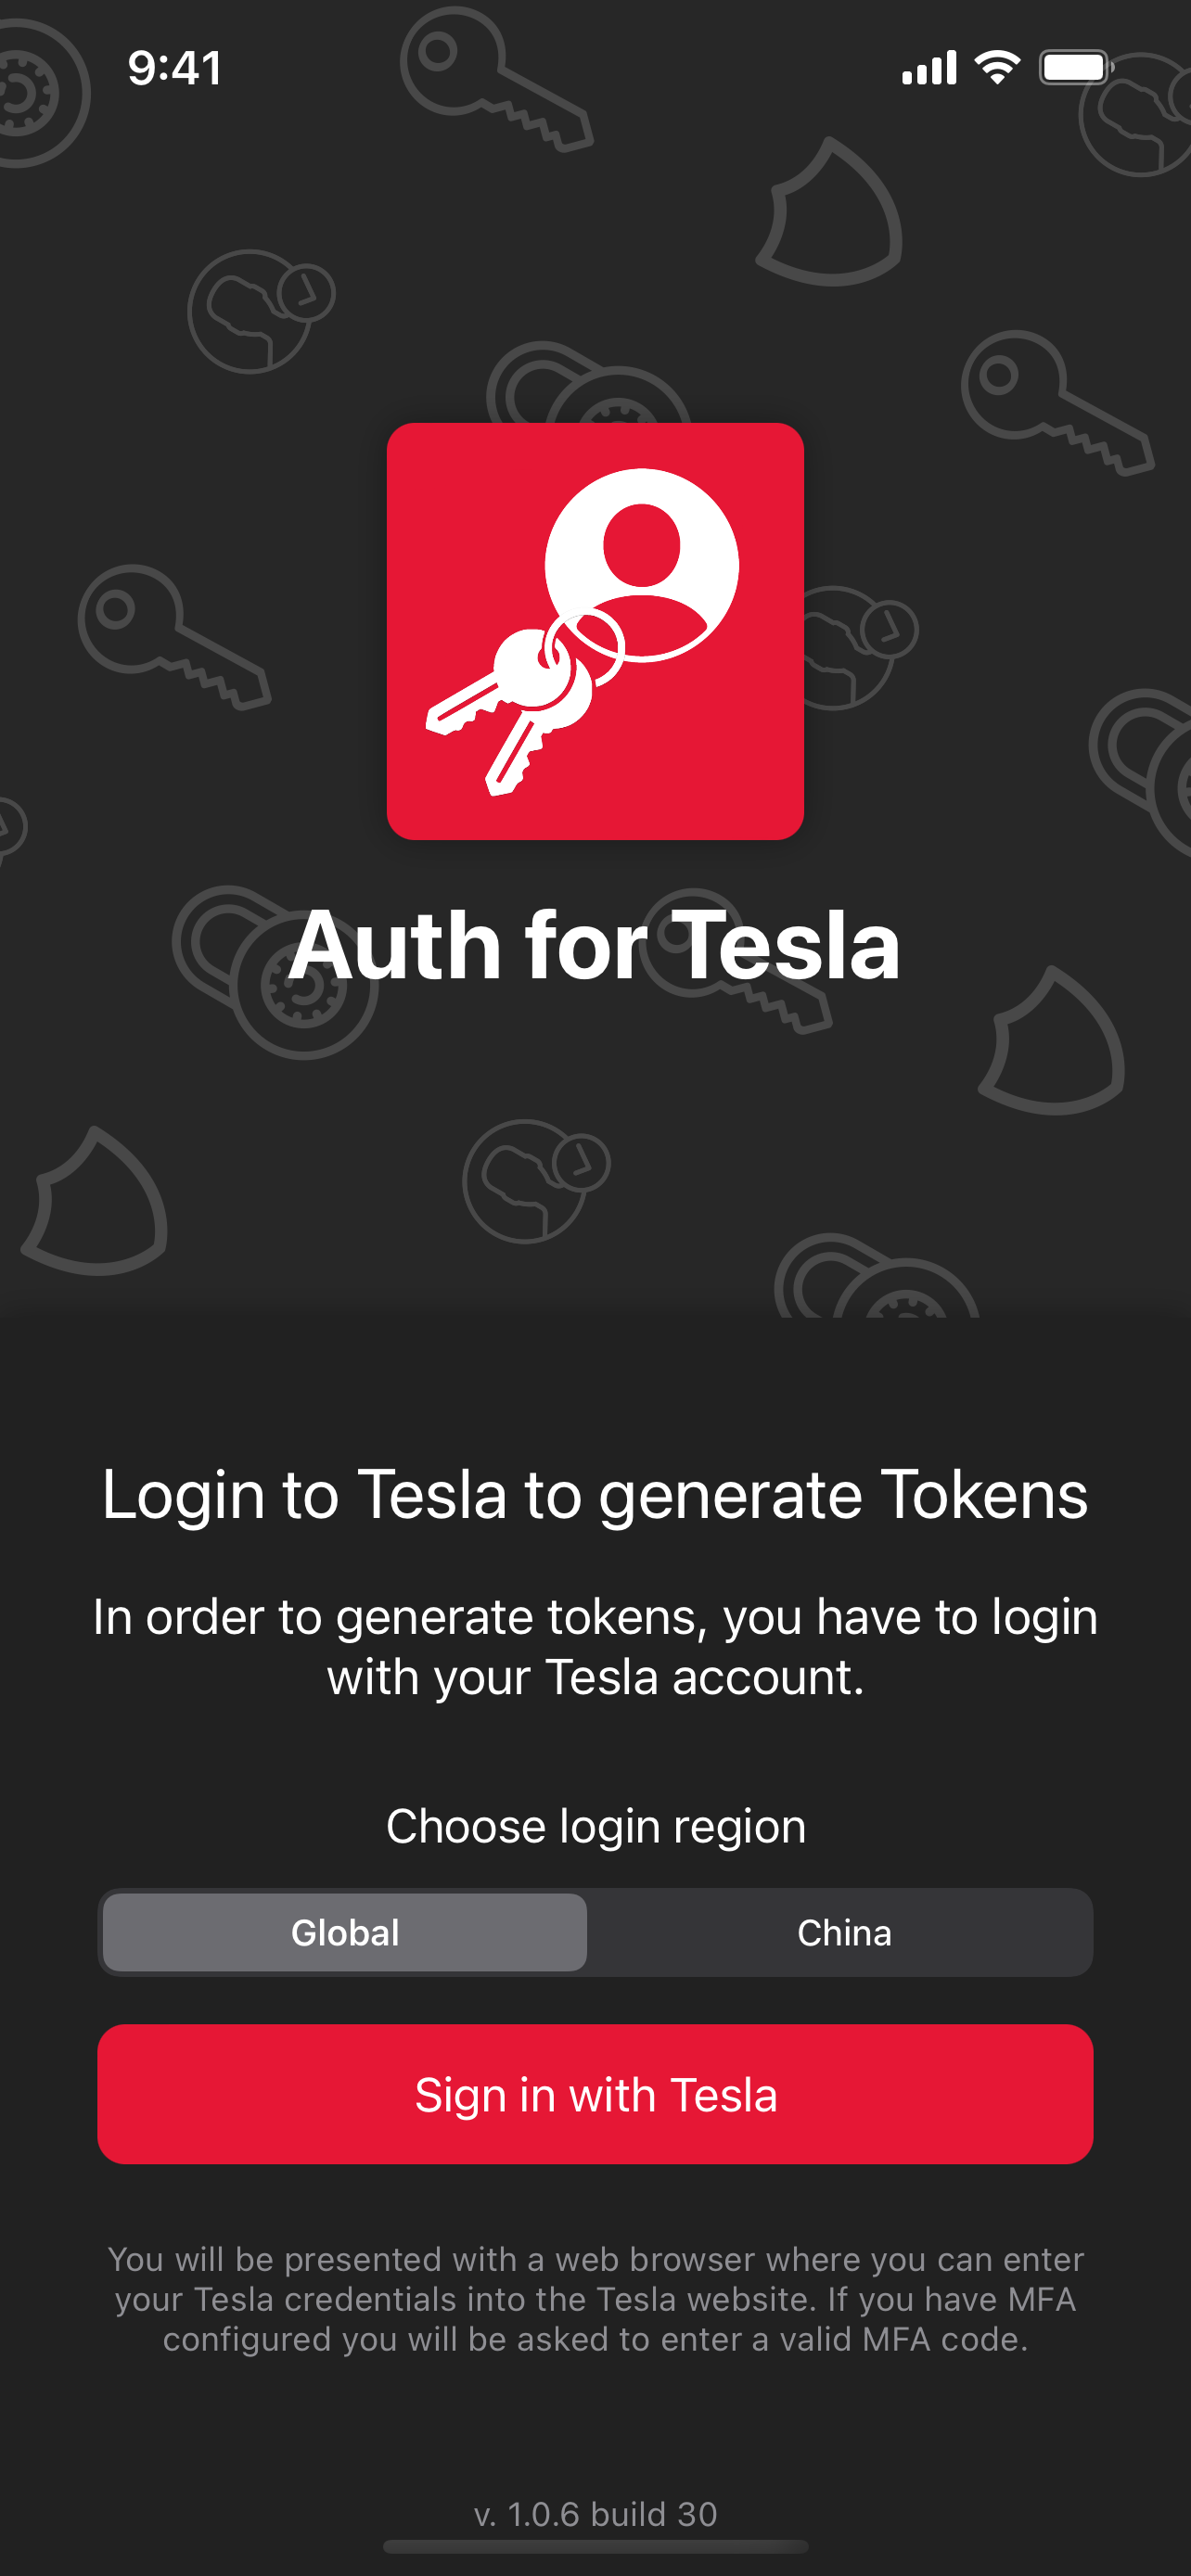 9:41
Auth for Tesla
Login to Tesla to generate Tokens
In order to generate tokens, you have to login
with your Tesla account.
Choose login region
Global China
Sign in with Tesla
You will be presented with a web browser where you can enter
your Tesla credentials into the Tesla website. If you have MFA
configured you will be asked to enter a valid MFA code.
v. 1.0.6 build 30